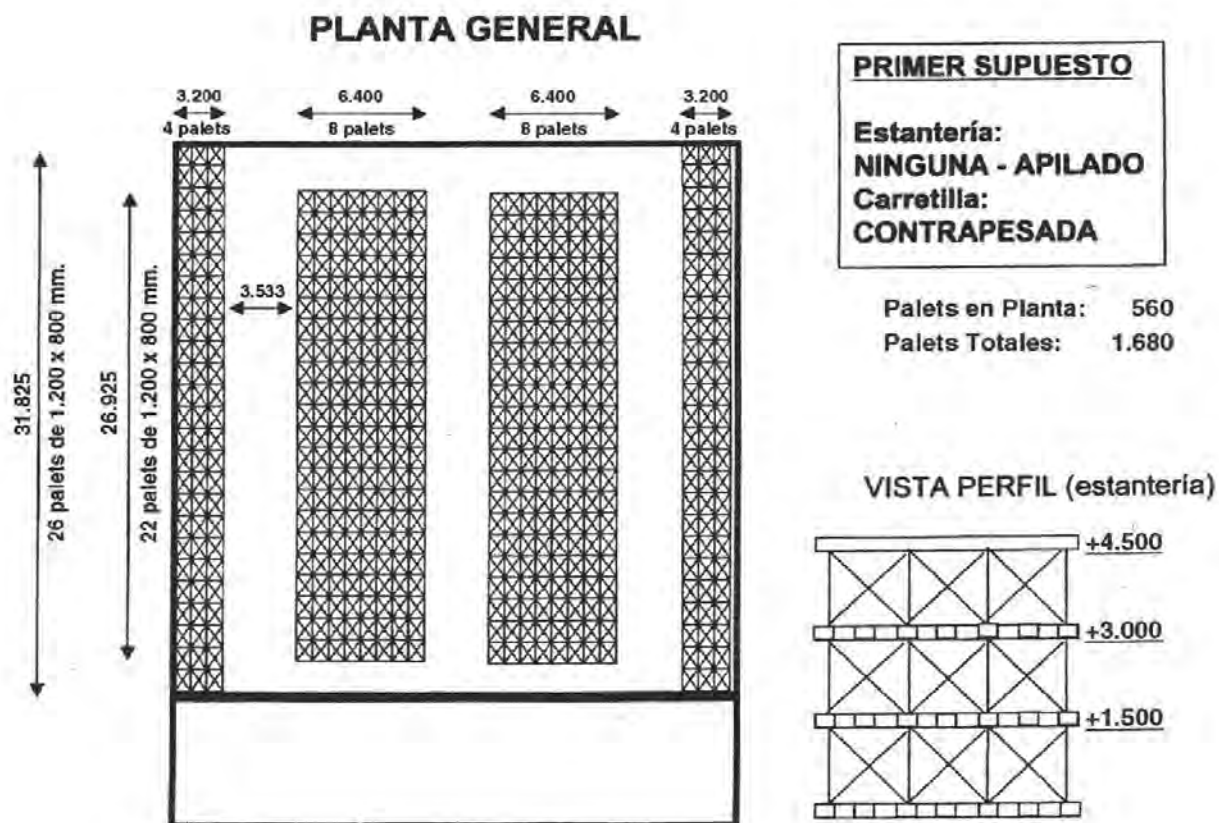 PLANTA GENERAL
3.200
6.400
6.400
3.200
4 palets
8 palets
8 palets
4 palets
3.533
31.825
26 palets de 1.200 x 800 mm.
26.925
22 palets de 1.200 x 800 mm.
PRIMER SUPUESTO
Estantería:
NINGUNA - APILADO
Carretilla:
CONTRAPESADA
Palets en Planta: 560
Palets Totales: 1.680
VISTA PERFIL (estantería)
+4.500
+3.000
+1.500